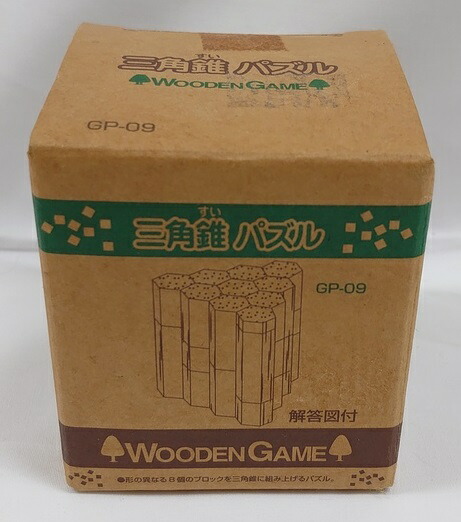 すい
三角錐 パズル
WOODEN GAME
GP-09
すい
三角錐 パズル
GP-09
解答図付
WOODEN GAME
●形の異なる8個のブロックを三角錐に組み上げるパズル。